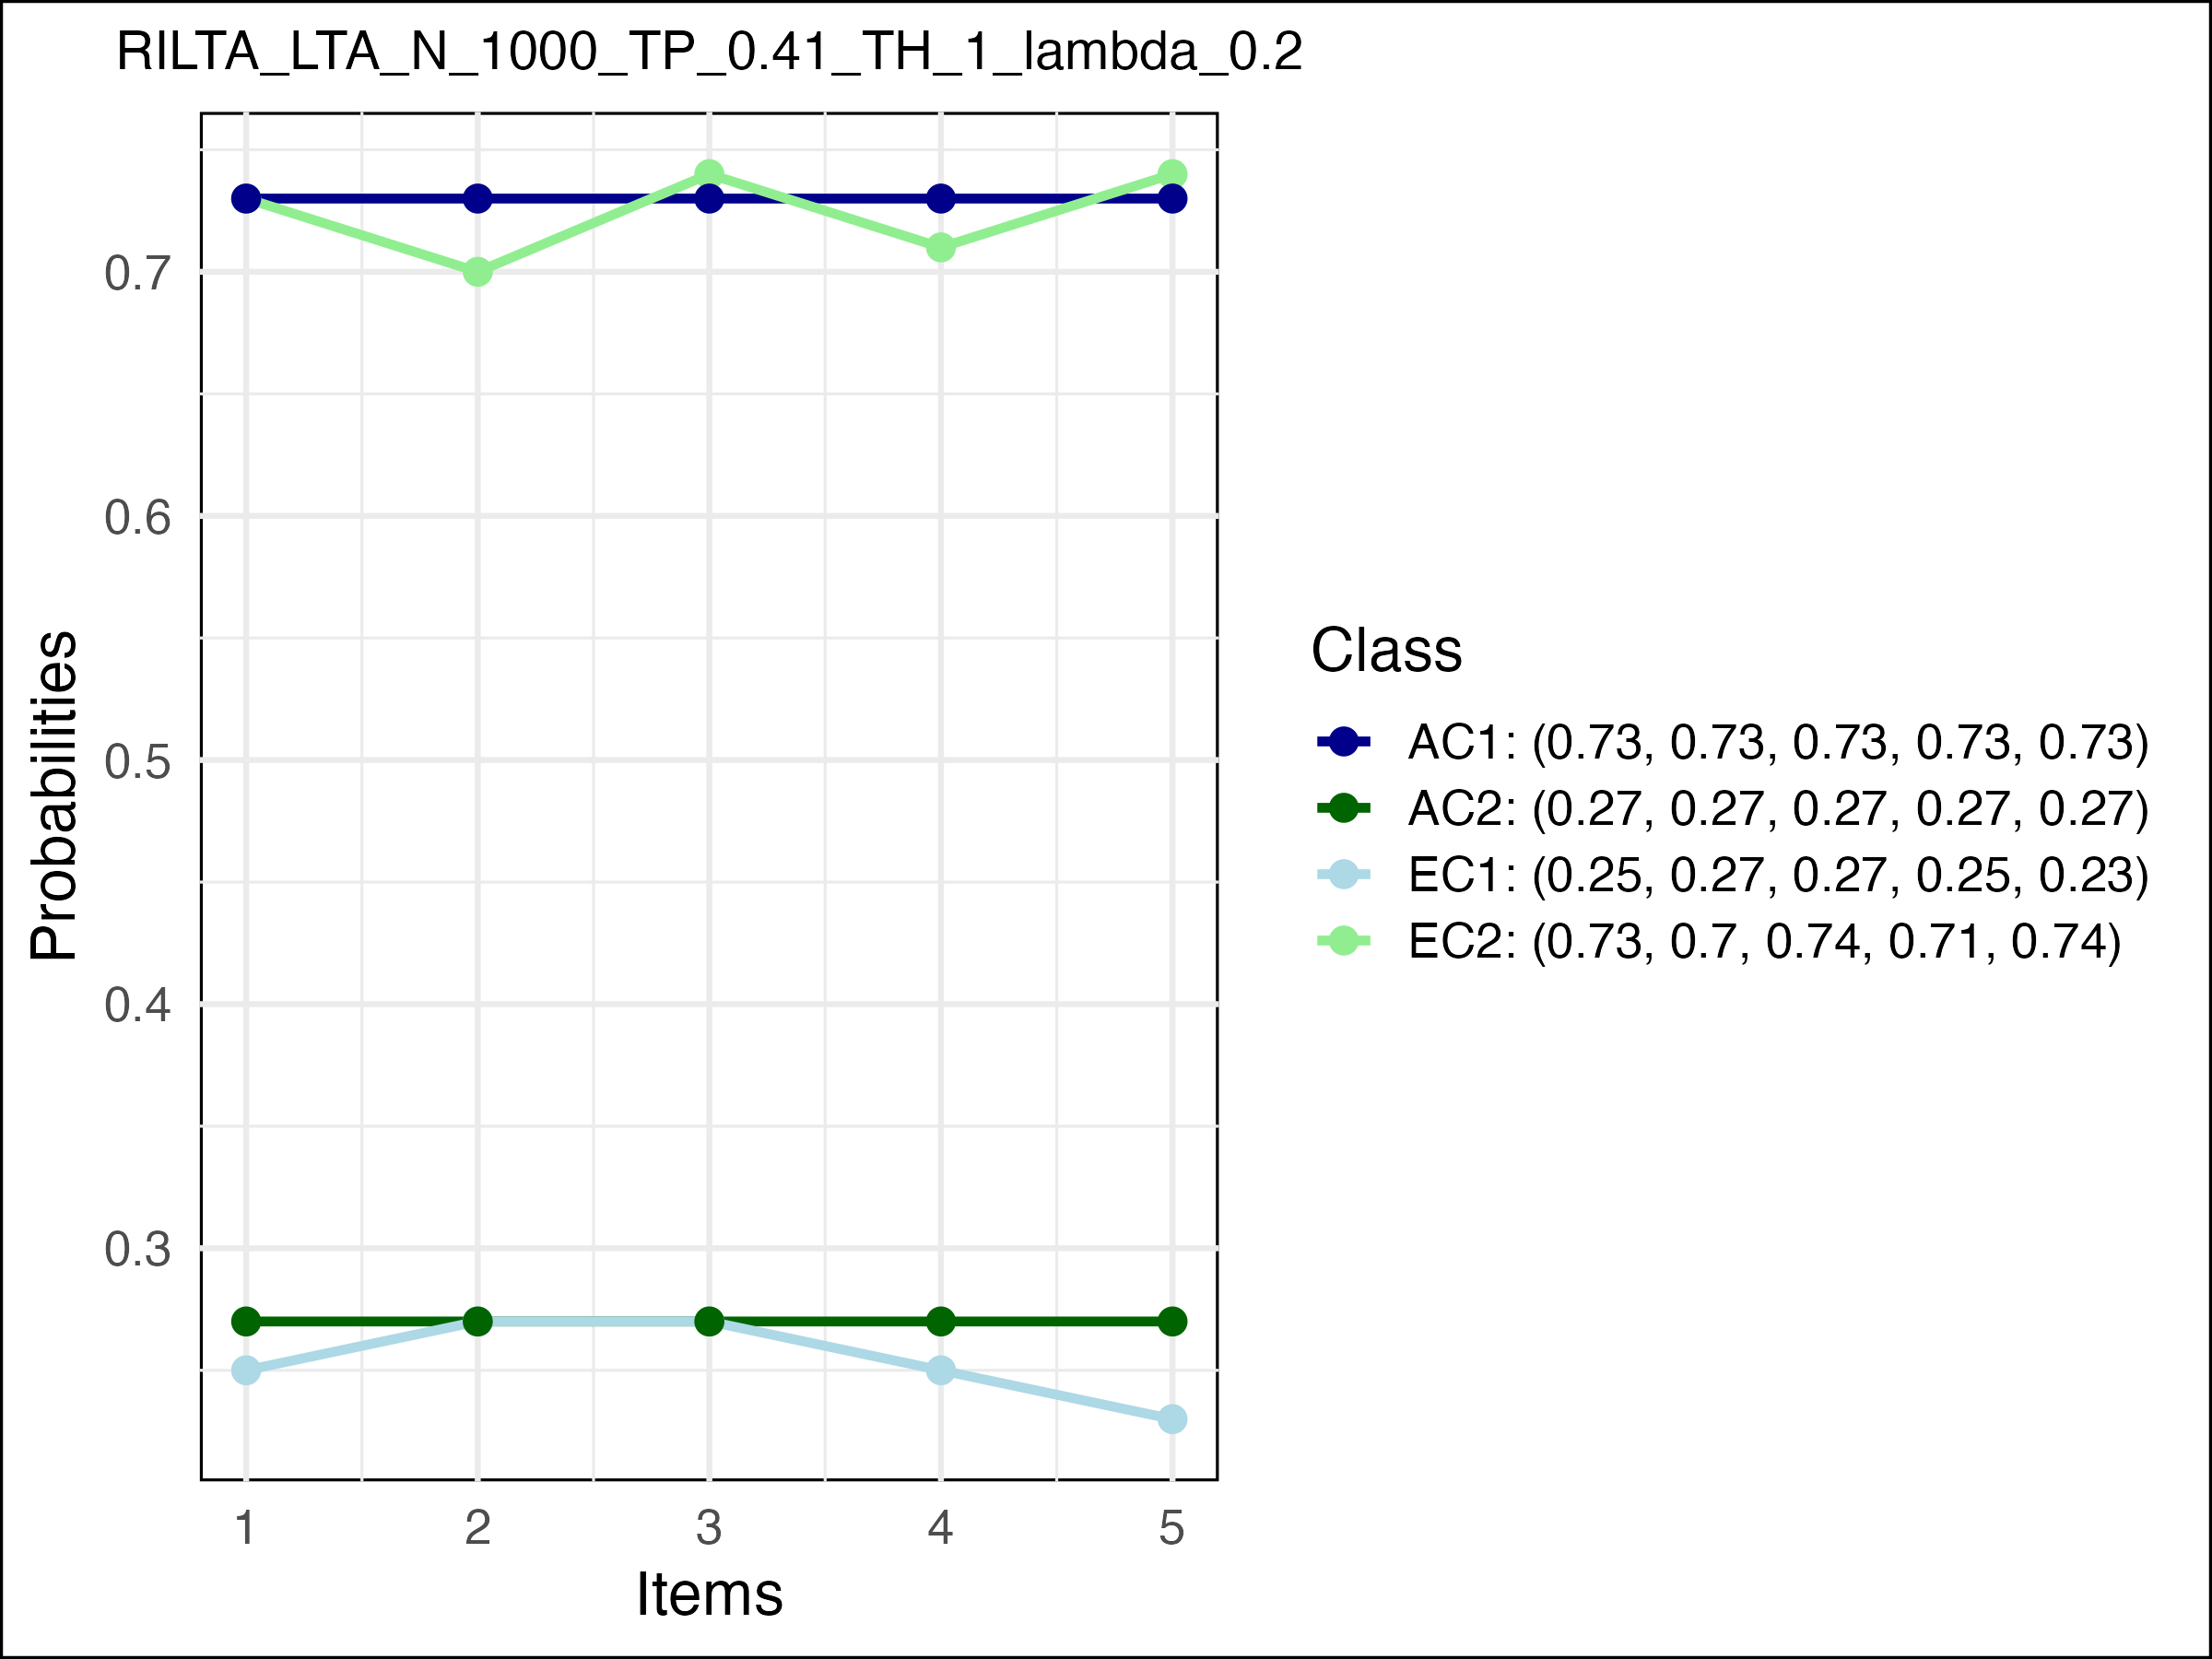 RILTA_LTA_N_1000_TP_0.41_TH_1_lambda_0.2
Probabilities
0.7
0.6
0.5
0.4
0.3
1 2 3 4 5
Items
Class
AC1: (0.73, 0.73, 0.73, 0.73, 0.73)
AC2: (0.27, 0.27, 0.27, 0.27, 0.27)
EC1: (0.25, 0.27, 0.27, 0.25, 0.23)
EC2: (0.73, 0.7, 0.74, 0.71, 0.74)